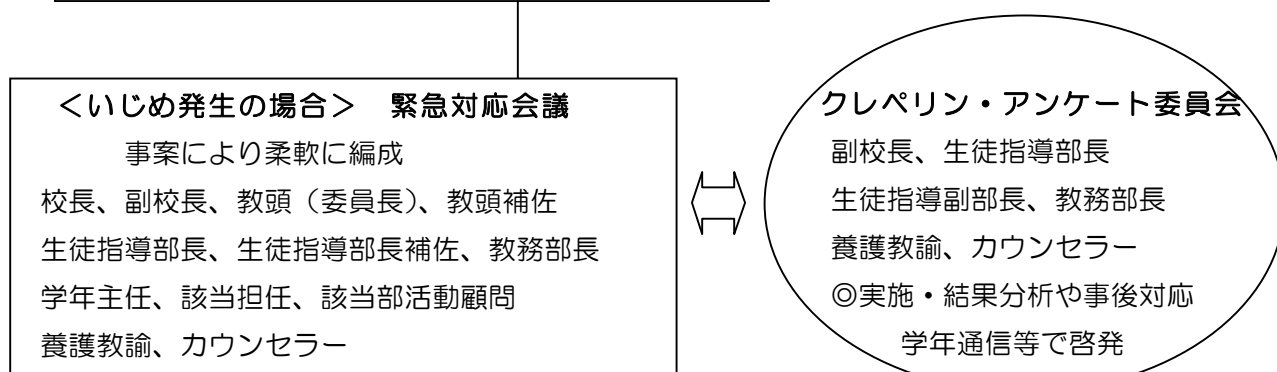 ＜いじめ発生の場合＞　緊急対応会議
事案により柔軟に編成
校長、副校長、教頭（委員長）、教頭補佐
生徒指導部長、生徒指導部長補佐、教務部長
学年主任、該当担任、該当部活動顧問
養護教諭、カウンセラー
クレペリン・アンケート委員会
副校長、生徒指導部長
生徒指導副部長、教務部長
養護教諭、カウンセラー
◎実施・結果分析や事後対応
学年通信等で啓発